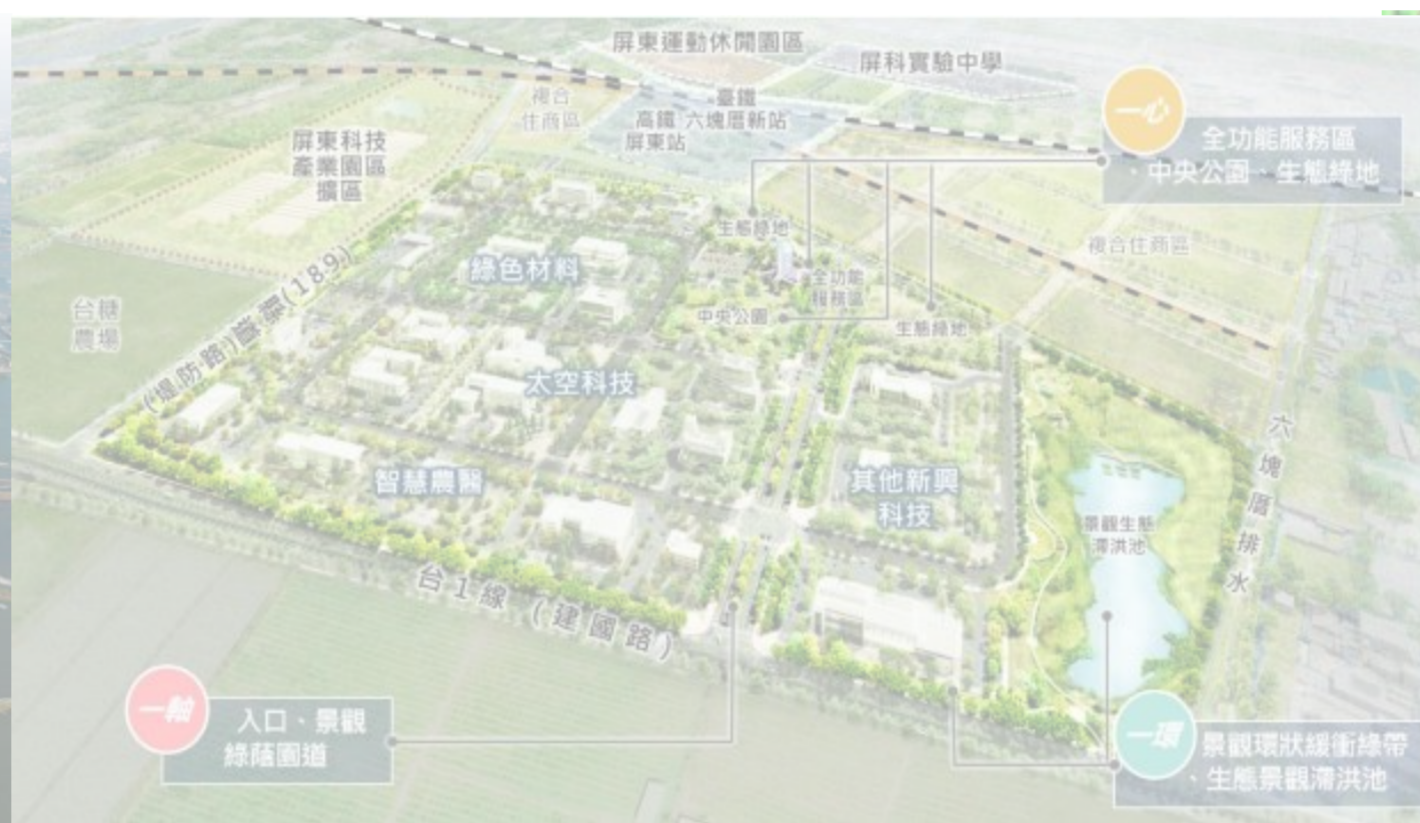 屏東運動休閒園區
屏科實驗中學
複合
住商區
臺鐵
高鐵 六塊厝新站
屏東站
屏東科技
產業園區
擴區
一心
全功能服務區
、中央公園、生態綠地
生態綠地
複合住商區
綠色材料
全功能
服務區
中央公園
生態綠地
台糖
農場
(堤防路)
(189)
太空科技
六塊厝排水
智慧農醫
其他新興
科技
景觀生態
滯洪池
台1線(建國路)
一軸
入口、景觀
綠蔭園道
一環
景觀環狀緩衝綠帶
、生態景觀滯洪池